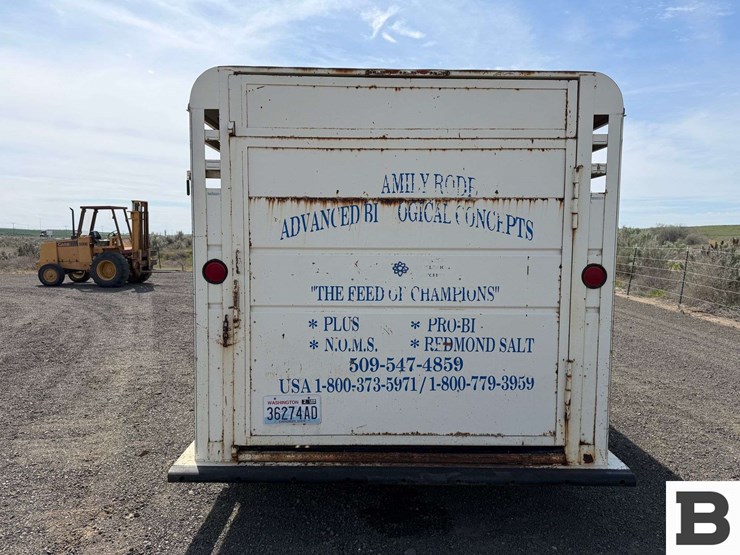 AMILY RODE
ADVANCED BI OGICAL CONCEPTS
"THE FEED OF CHAMPIONS"
* PLUS * PRO-BI
* N.O.M.S. * REDMOND SALT
509-547-4859
USA 1-800-373-5971/1-800-779-3959
WASHINGTON
36274AD
B